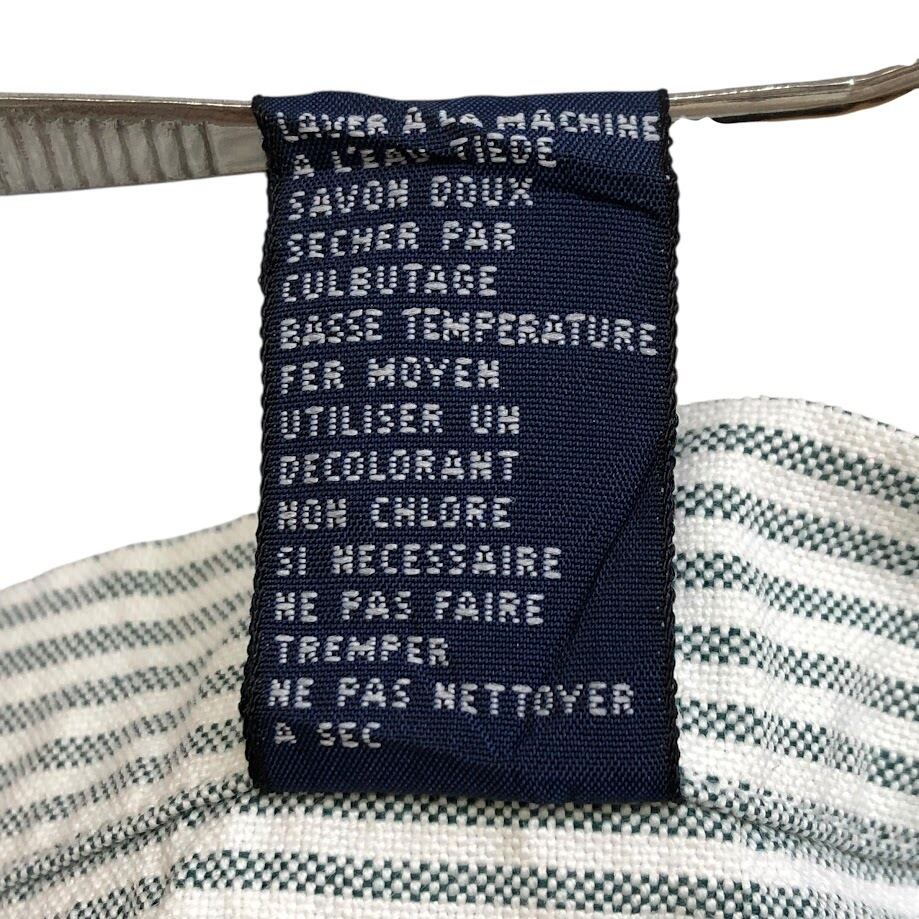 LAVER À LA MACHINE
A L'EAU TIEDE
SAVON DOUX
SECHER PAR
CULBUTAGE
BASSE TEMPERATURE
FER MOYEN
UTILISER UN
DECOLORANT
NON CHLORE
SI NECESSAIRE
NE PAS FAIRE
TREMPER
NE PAS NETTOYER
A SEC